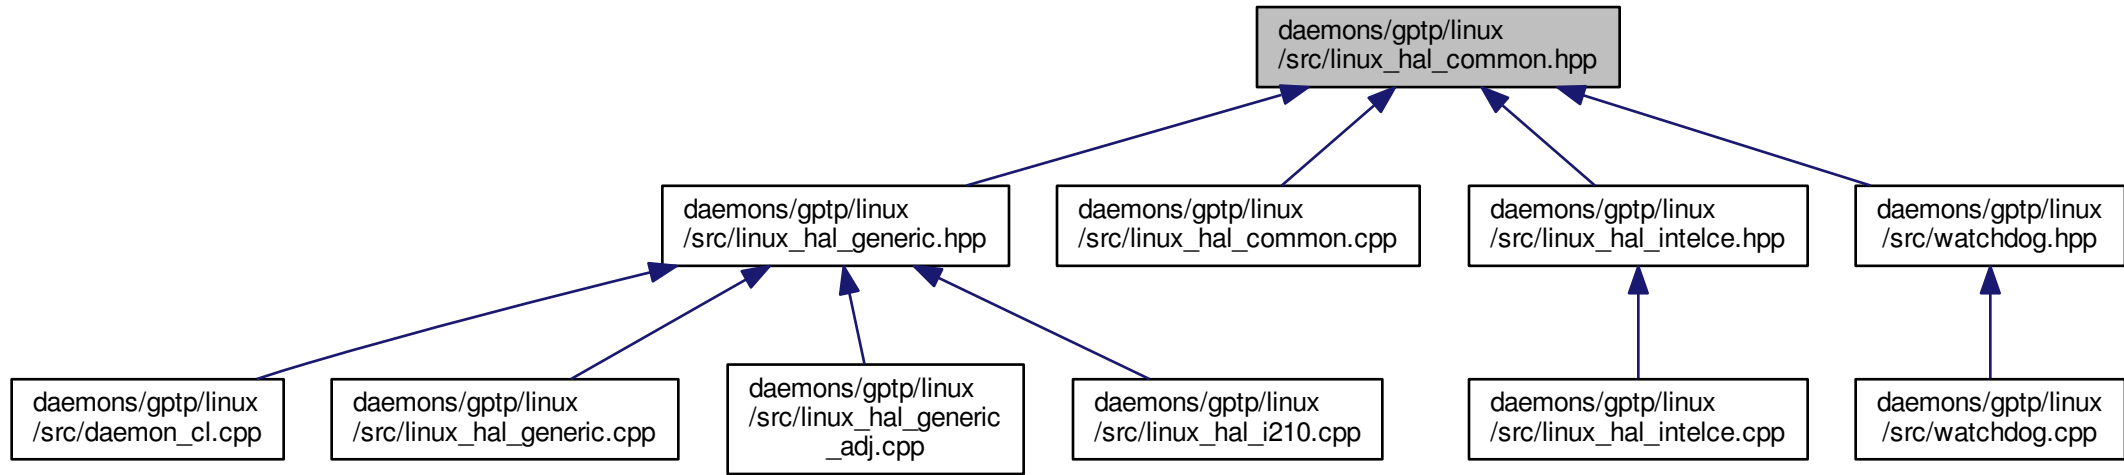 daemons/gptp/linux
/src/linux_hal_common.hpp
daemons/gptp/linux
/src/linux_hal_generic.hpp
daemons/gptp/linux
/src/linux_hal_common.cpp
daemons/gptp/linux
/src/linux_hal_intelce.hpp
daemons/gptp/linux
/src/watchdog.hpp
daemons/gptp/linux
/src/daemon_cl.cpp
daemons/gptp/linux
/src/linux_hal_generic.cpp
daemons/gptp/linux
/src/linux_hal_generic
_adj.cpp
daemons/gptp/linux
/src/linux_hal_i210.cpp
daemons/gptp/linux
/src/linux_hal_intelce.cpp
daemons/gptp/linux
/src/watchdog.cpp